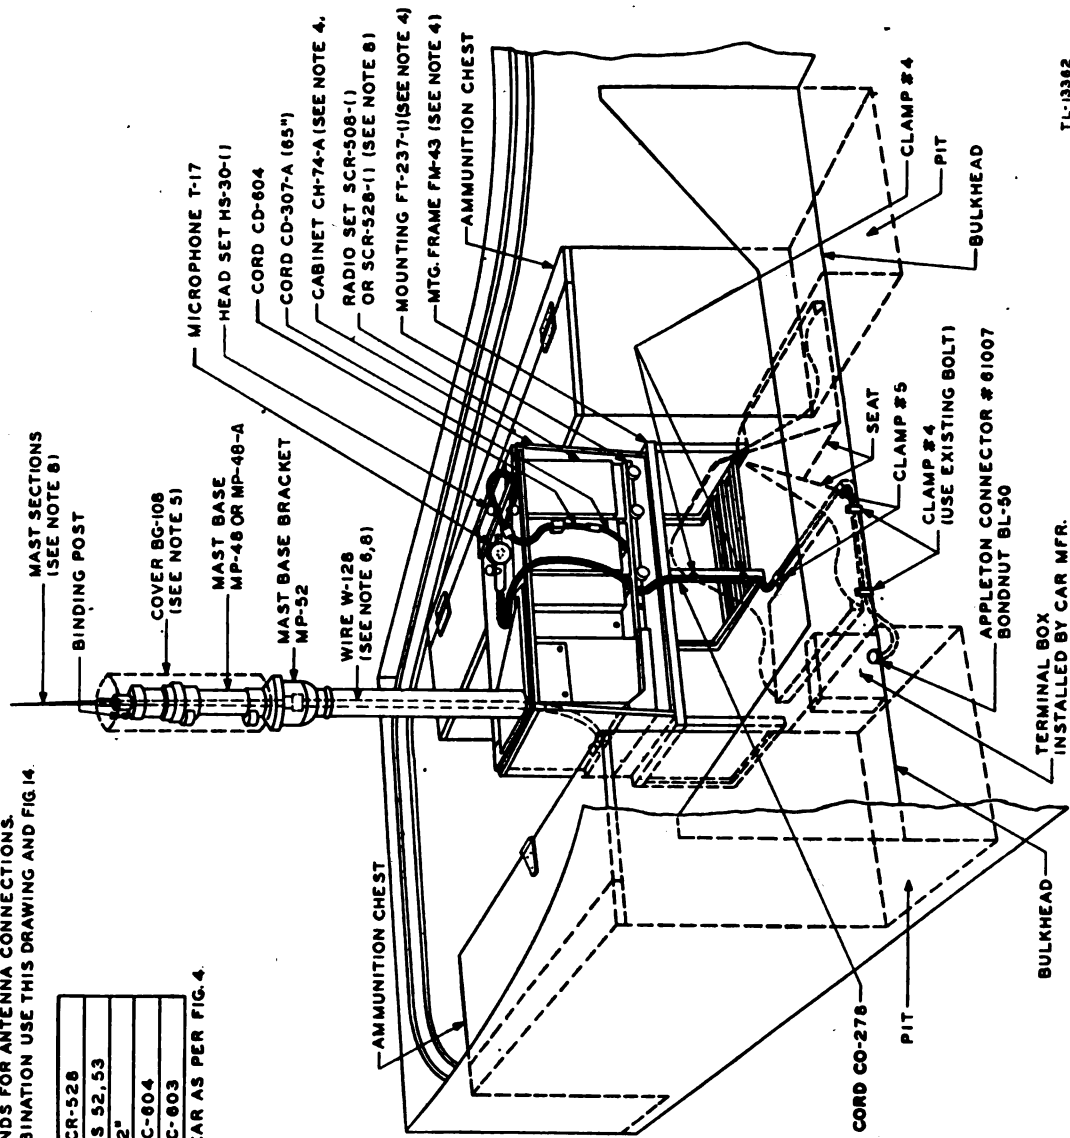 NDS FOR ANTENNA CONNECTIONS.
BINATION USE THIS DRAWING AND FIG.14.
CR-528
S 52,53
2"
C-604
C-603
AR AS PER FIG. 4.
MAST SECTIONS
(SEE NOTE 8)
BINDING POST
COVER BG-108
(SEE NOTE 5)
MAST BASE
MP-48 OR MP-48-A
MAST BASE BRACKET
MP-52
WIRE W-128
(SEE NOTE 6,8)
MICROPHONE T-17
HEAD SET HS-30-()
CORD CD-604
CORD CD-307-A (65")
CABINET CH-74-A (SEE NOTE 4.
RADIO SET SCR-508-()
OR SCR-528-() (SEE NOTE 8)
MOUNTING FT-237-()(SEE NOTE 4)
MTG. FRAME FM-43 (SEE NOTE 4)
AMMUNITION CHEST
AMMUNITION CHEST
CLAMP #4
PIT
BULKHEAD
SEAT
CLAMP #5
CLAMP #4
(USE EXISTING BOLT)
APPLETON CONNECTOR #61007
BONDNUT BL-50
TERMINAL BOX
INSTALLED BY CAR MFR.
BULKHEAD
PIT
CORD CO-278
TL-13362